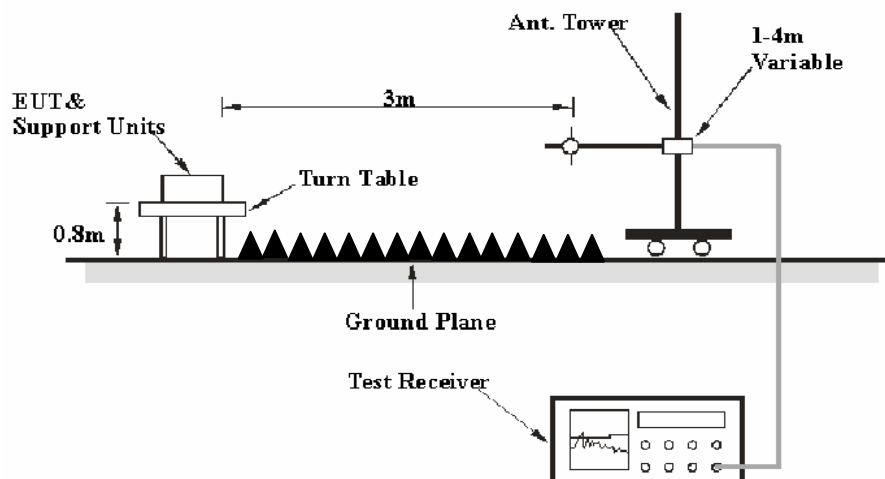 Ant. Tower
1-4m
Variable
3m
EUT &
Support Units
Turn Table
0.8m
Ground Plane
Test Receiver